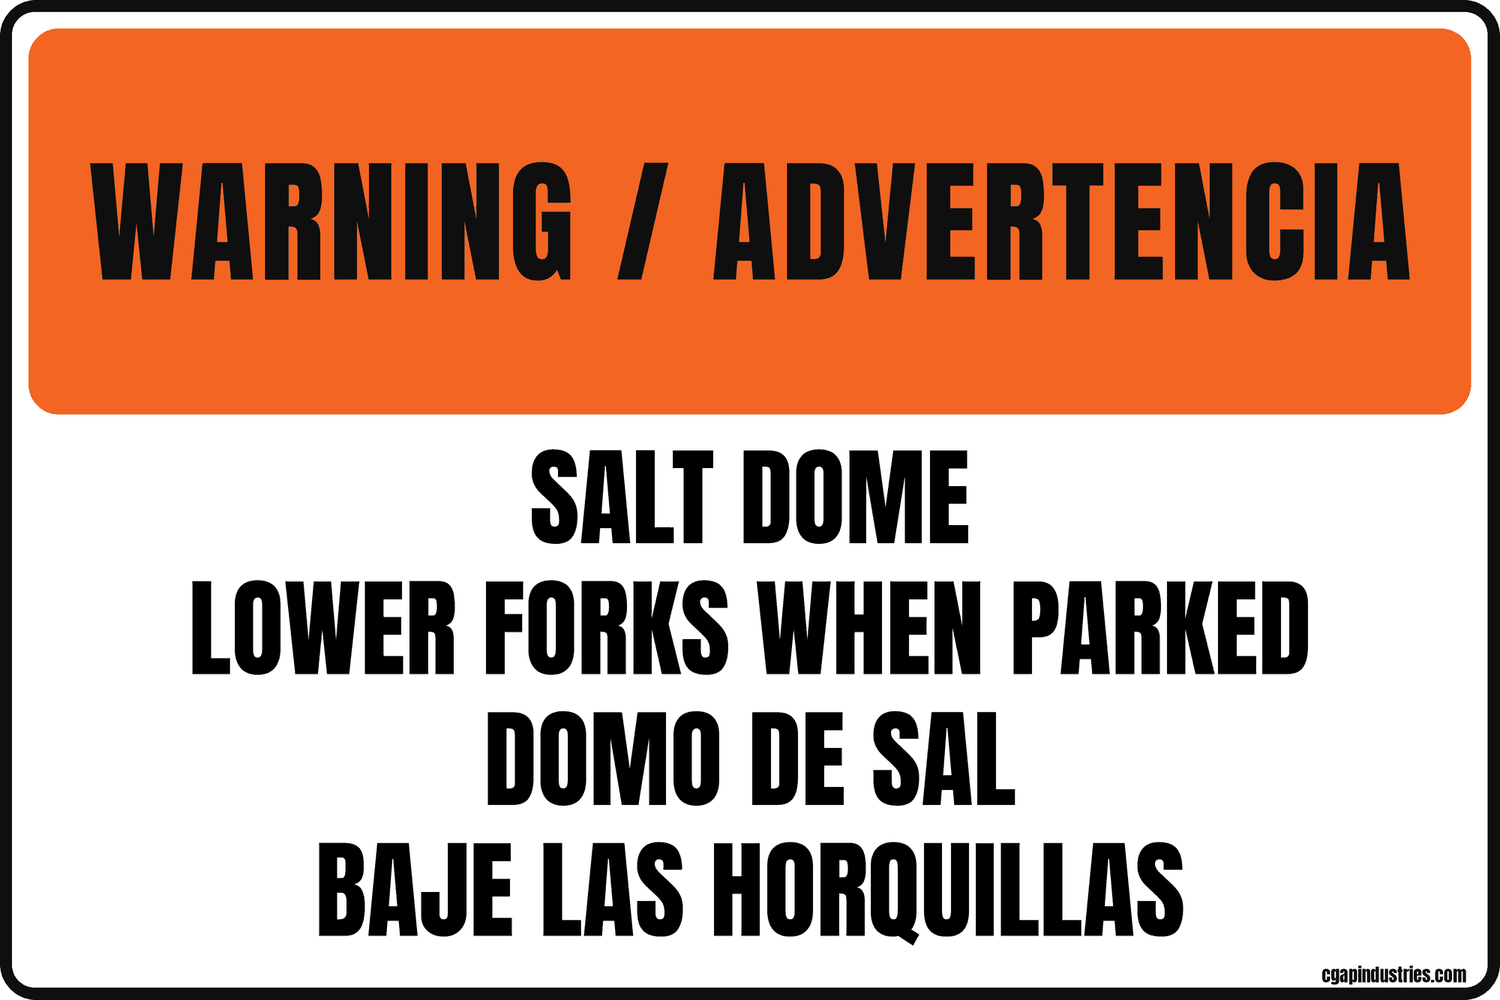 WARNING / ADVERTENCIA
SALT DOME
LOWER FORKS WHEN PARKED
DOMO DE SAL
BAJE LAS HORQUILLAS
cgapindustries.com